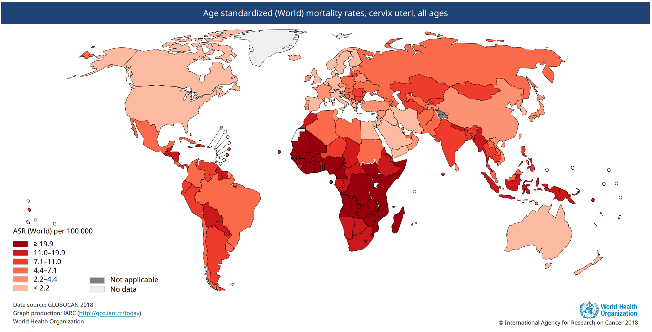 Age standardized (World) mortality rates, cervix uteri, all ages
ASR (World) per 100 000
≥ 19.9
11.0–19.9
7.1–11.0
4.4–7.1
2.2–4.4
< 2.2
Not applicable
No data
Data source: GLOBOCAN 2018
Graph production: IARC (http://gco.iarc.fr/today)
World Health Organization
World Health
Organization
© International Agency for Research on Cancer 2018